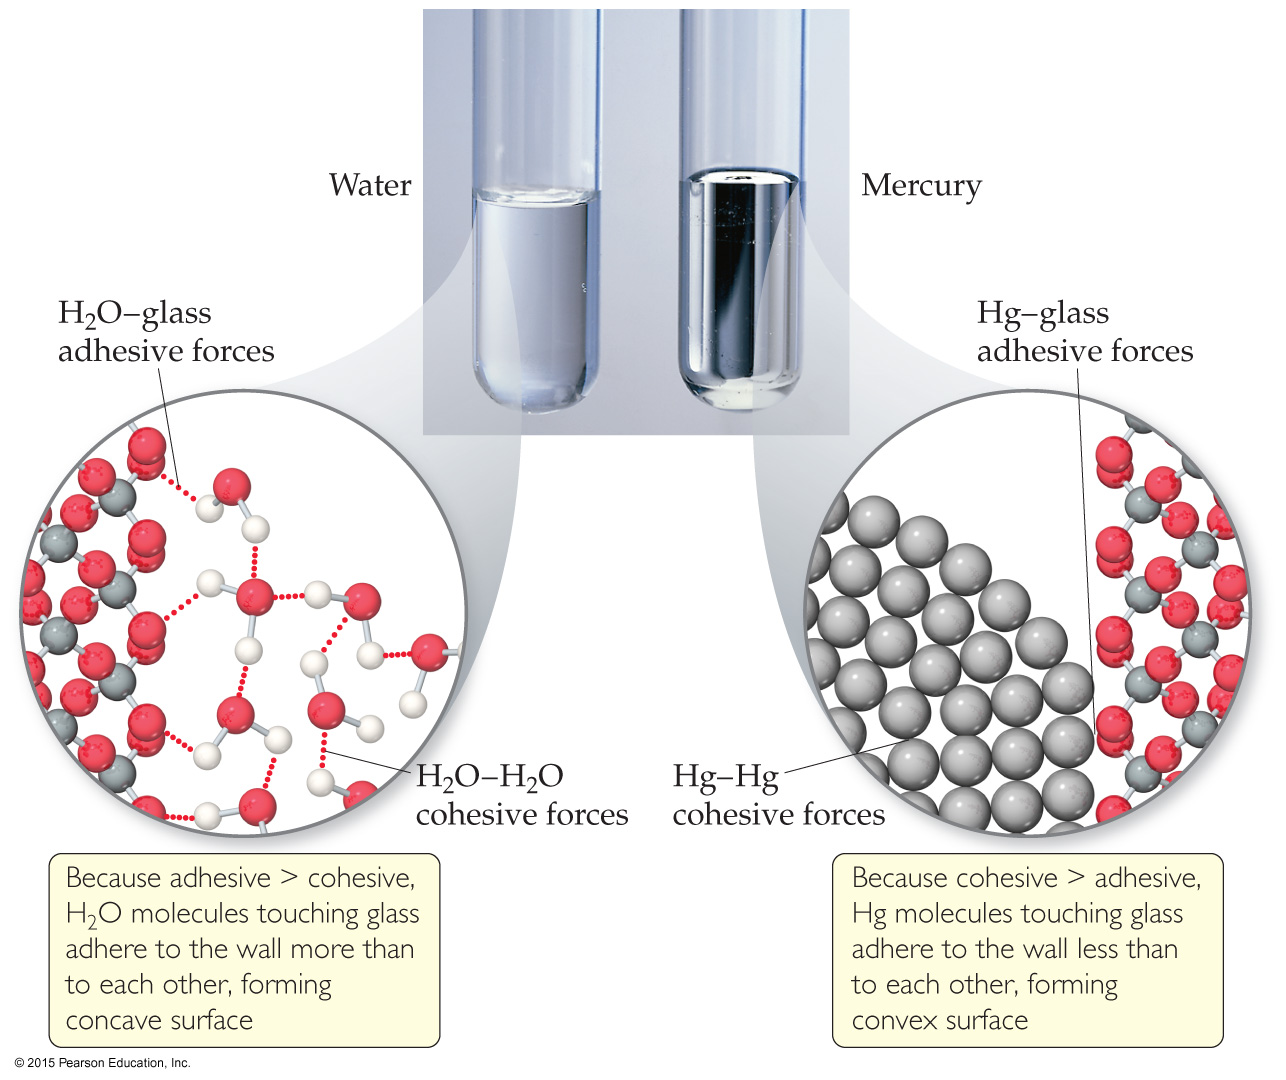 Water
Mercury
H₂O–glass
adhesive forces
Hg–glass
adhesive forces
H₂O–H₂O
cohesive forces
Hg–Hg
cohesive forces
Because adhesive > cohesive,
H₂O molecules touching glass
adhere to the wall more than
to each other, forming
concave surface
Because cohesive > adhesive,
Hg molecules touching glass
adhere to the wall less than
to each other, forming
convex surface
© 2015 Pearson Education, Inc.